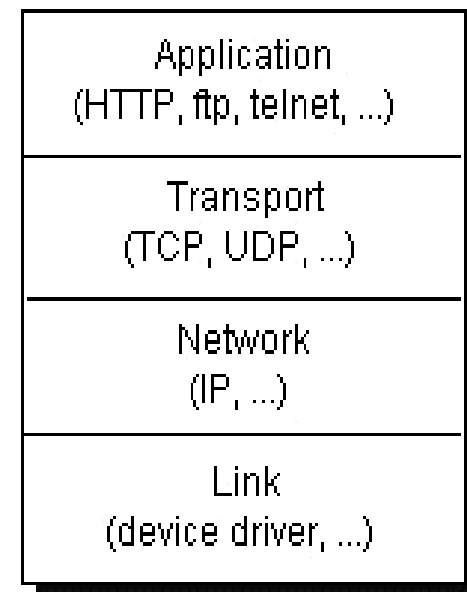 Application
(HTTP, ftp, telnet, ...)
Transport
(TCP, UDP, ...)
Network
(IP, ...)
Link
(device driver, ...)